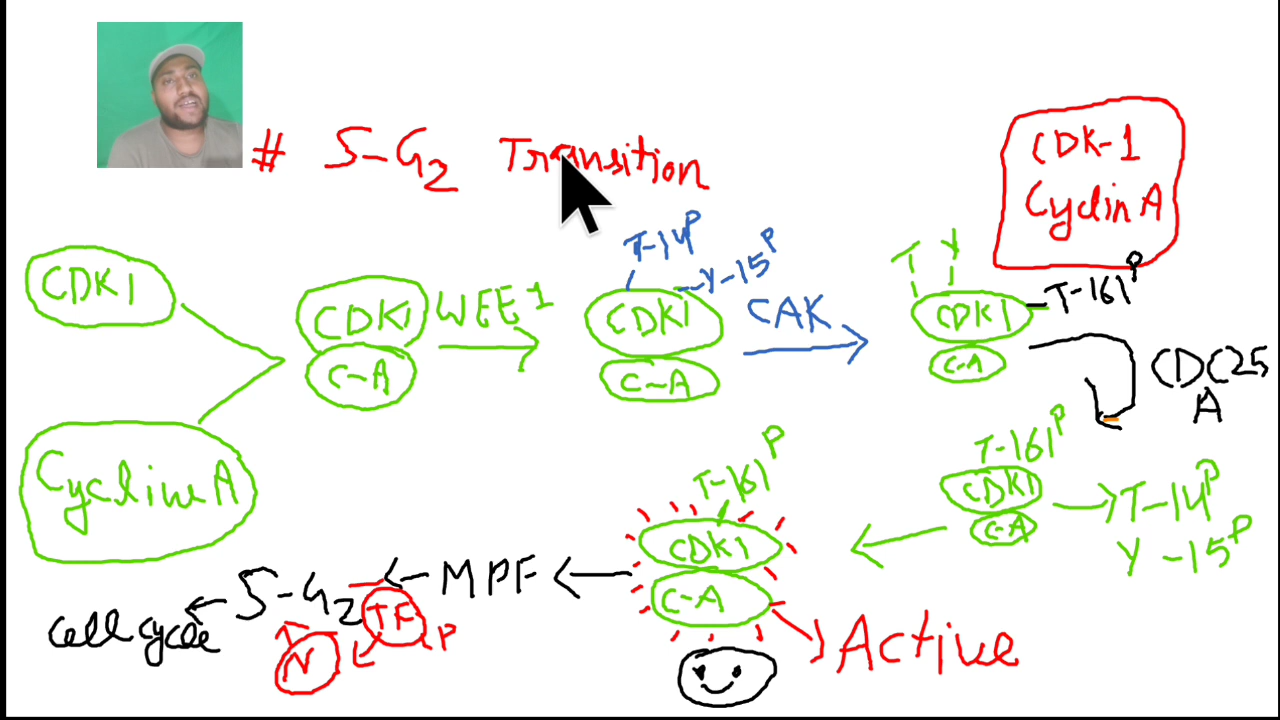 # S-G2 Transition
CDK-1
Cyclin A
CDK1
Cycline A
CDK1
C-A
WEE1
T-14P
Y-15P
CDK1
C-A
CAK
T Y
CDK1
C-A
T-161P
CDC25
A
T-161P
CDK1
C-A
T-14P
Y-15P
T-161P
CDK1
C-A
Active
MPF
S-G2
TF
P
N
Cell cycle